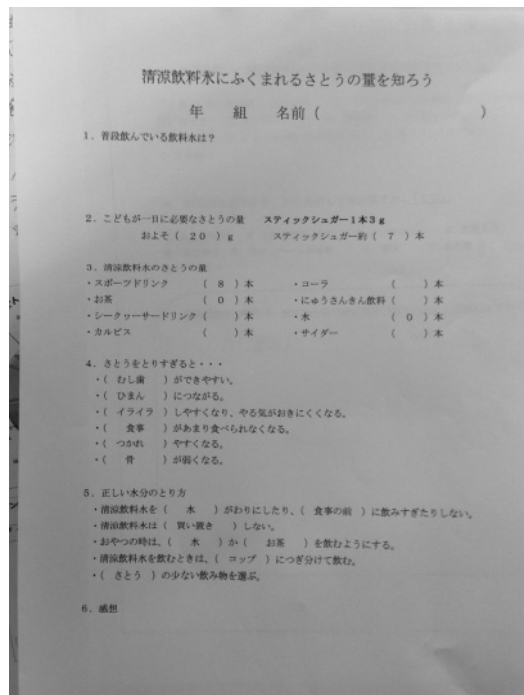 清涼飲料水にふくまれるさとうの量を知ろう
年　組　名前（　　　）
1．普段飲んでいる飲料水は？
2．こどもが一日に必要なさとうの量　スティックシュガー1本3g
およそ（ 20 ）g　スティックシュガー約（ 7 ）本
3．清涼飲料水のさとうの量
・スポーツドリンク（ 8 ）本　・コーラ（　）本
・お茶（ 0 ）本　・にゅうさんきん飲料（　）本
・シークヮーサードリンク（　）本　・水（ 0 ）本
・カルピス（　）本　・サイダー（　）本
4．さとうをとりすぎると・・・
・（ むし歯 ）ができやすい。
・（ ひまん ）につながる。
・（ イライラ ）しやすくなり、やる気がおきにくくなる。
・（ 食事 ）があまり食べられなくなる。
・（ つかれ ）やすくなる。
・（ 骨 ）が弱くなる。
5．正しい水分のとり方
・清涼飲料水を（ 水 ）がわりにしたり、（ 食事の前 ）に飲みすぎたりしない。
・清涼飲料水は（ 買い置き ）しない。
・おやつの時は、（ 水 ）か（ お茶 ）を飲むようにする。
・清涼飲料水を飲むときは、（ コップ ）につぎ分けて飲む。
・（ さとう ）の少ない飲み物を選ぶ。
6．感想